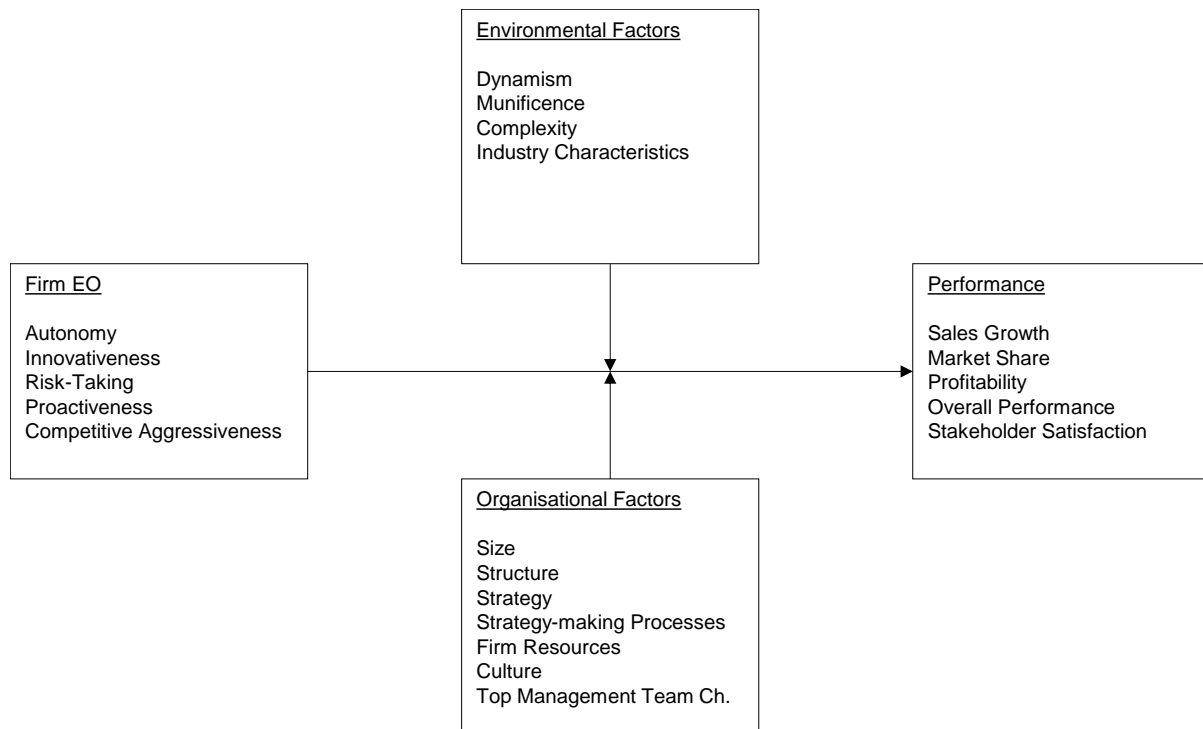 Environmental Factors
Dynamism
Munificence
Complexity
Industry Characteristics
Firm EO
Autonomy
Innovativeness
Risk-Taking
Proactiveness
Competitive Aggressiveness
Performance
Sales Growth
Market Share
Profitability
Overall Performance
Stakeholder Satisfaction
Organisational Factors
Size
Structure
Strategy
Strategy-making Processes
Firm Resources
Culture
Top Management Team Ch.